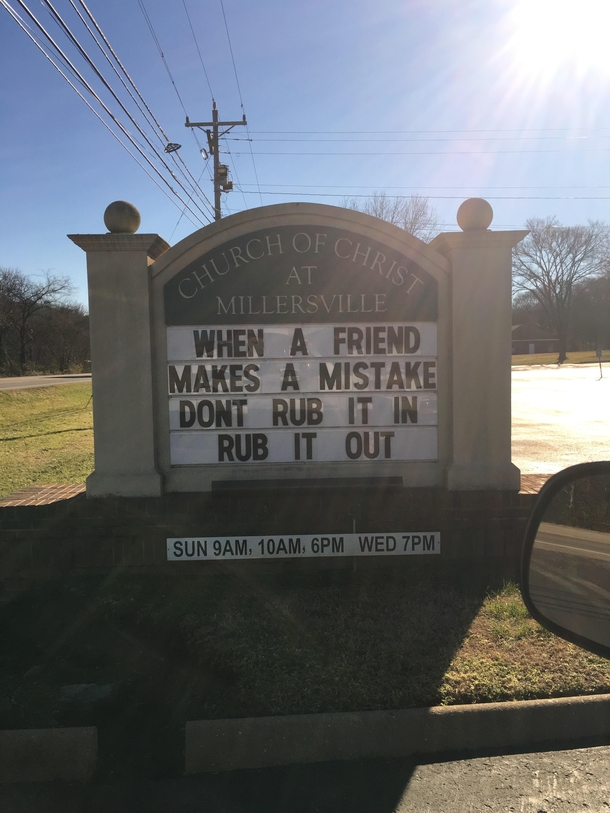 CHURCH OF CHRIST
AT
MILLERSVILLE
WHEN A FRIEND
MAKES A MISTAKE
DONT RUB IT IN
RUB IT OUT
SUN 9AM, 10AM, 6PM WED 7PM